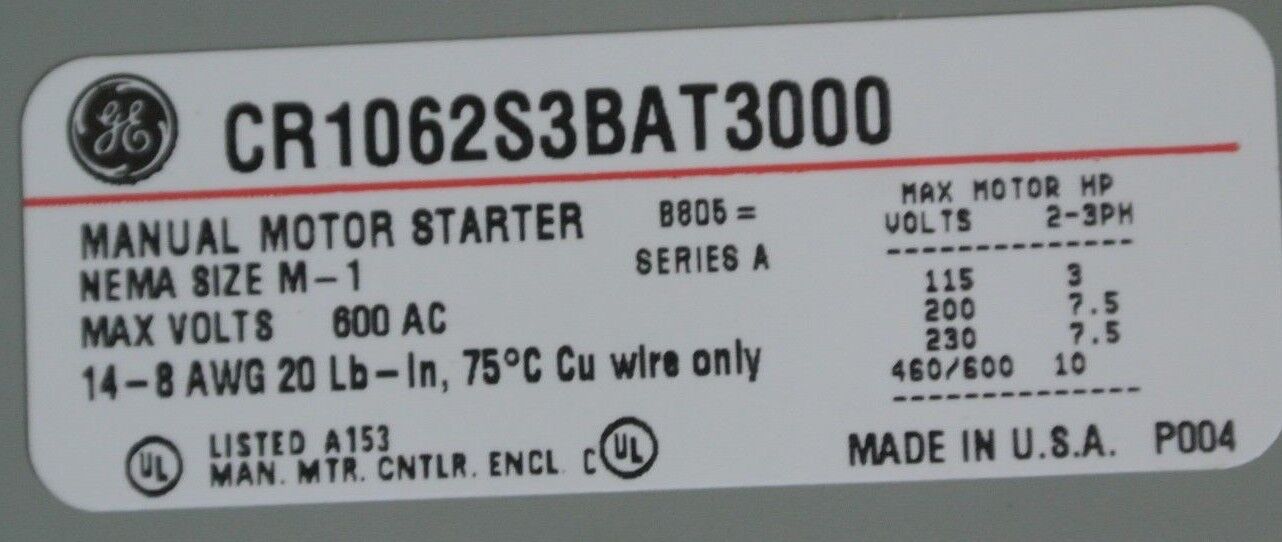 GE
CR1062S3BAT3000
MANUAL MOTOR STARTER
NEMA SIZE M-1
MAX VOLTS 600 AC
14-8 AWG 20 Lb-In, 75°C Cu wire only
B805 =
SERIES A
MAX MOTOR HP
VOLTS 2-3PH
---------------
115 3
200 7.5
230 7.5
460/600 10
---------------
UL LISTED A153
MAN. MTR. CNTLR. ENCL. C UL
MADE IN U.S.A. P004